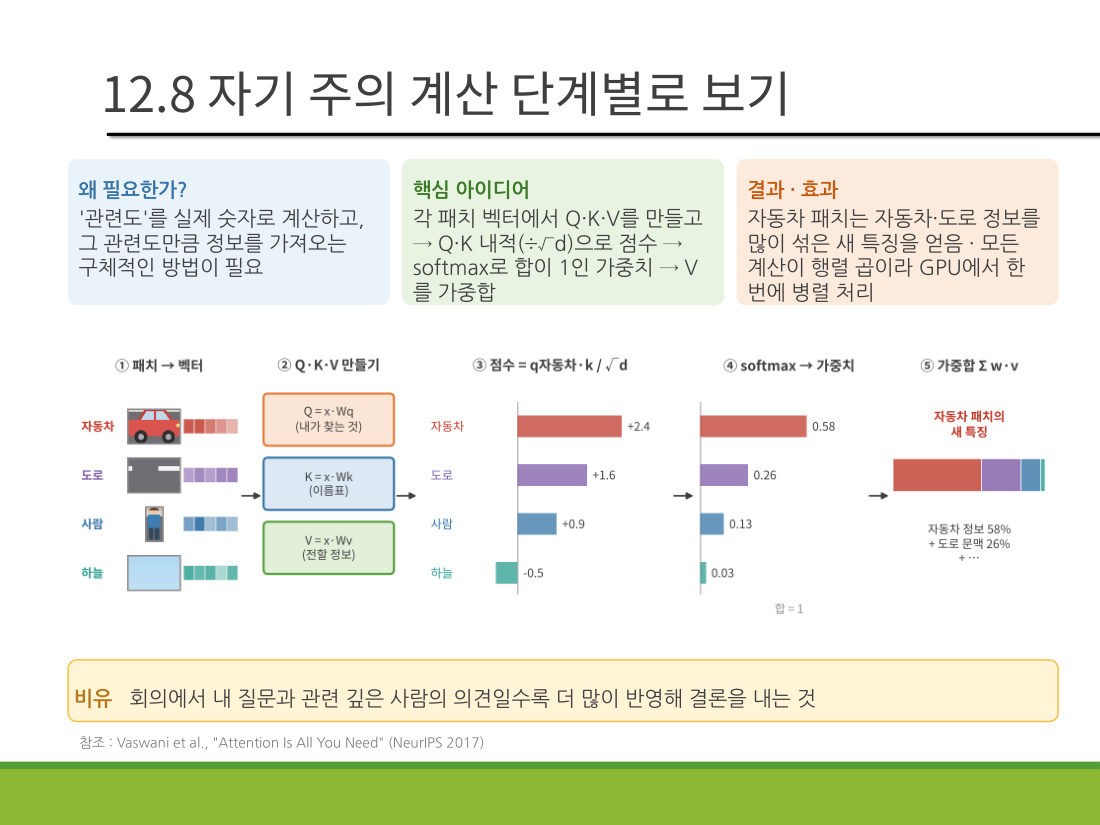 12.8 자기 주의 계산 단계별로 보기
왜 필요한가?
'관련도'를 실제 숫자로 계산하고,
그 관련도만큼 정보를 가져오는
구체적인 방법이 필요
핵심 아이디어
각 패치 벡터에서 Q·K·V를 만들고
→ Q·K 내적(÷√d)으로 점수 →
softmax로 합이 1인 가중치 → V
를 가중합
결과 · 효과
자동차 패치는 자동차·도로 정보를
많이 섞은 새 특징을 얻음 · 모든
계산이 행렬 곱이라 GPU에서 한
번에 병렬 처리
① 패치 → 벡터
자동차
도로
사람
하늘
② Q·K·V 만들기
Q = x·Wq
(내가 찾는 것)
K = x·Wk
(이름표)
V = x·Wv
(전할 정보)
③ 점수 = q자동차·k / √d
자동차 +2.4
도로 +1.6
사람 +0.9
하늘 -0.5
④ softmax → 가중치
0.58
0.26
0.13
0.03
합 = 1
⑤ 가중합 Σ w·v
자동차 패치의
새 특징
자동차 정보 58%
+ 도로 문맥 26%
+ ⋯
비유 회의에서 내 질문과 관련 깊은 사람의 의견일수록 더 많이 반영해 결론을 내는 것
참조 : Vaswani et al., "Attention Is All You Need" (NeurIPS 2017)